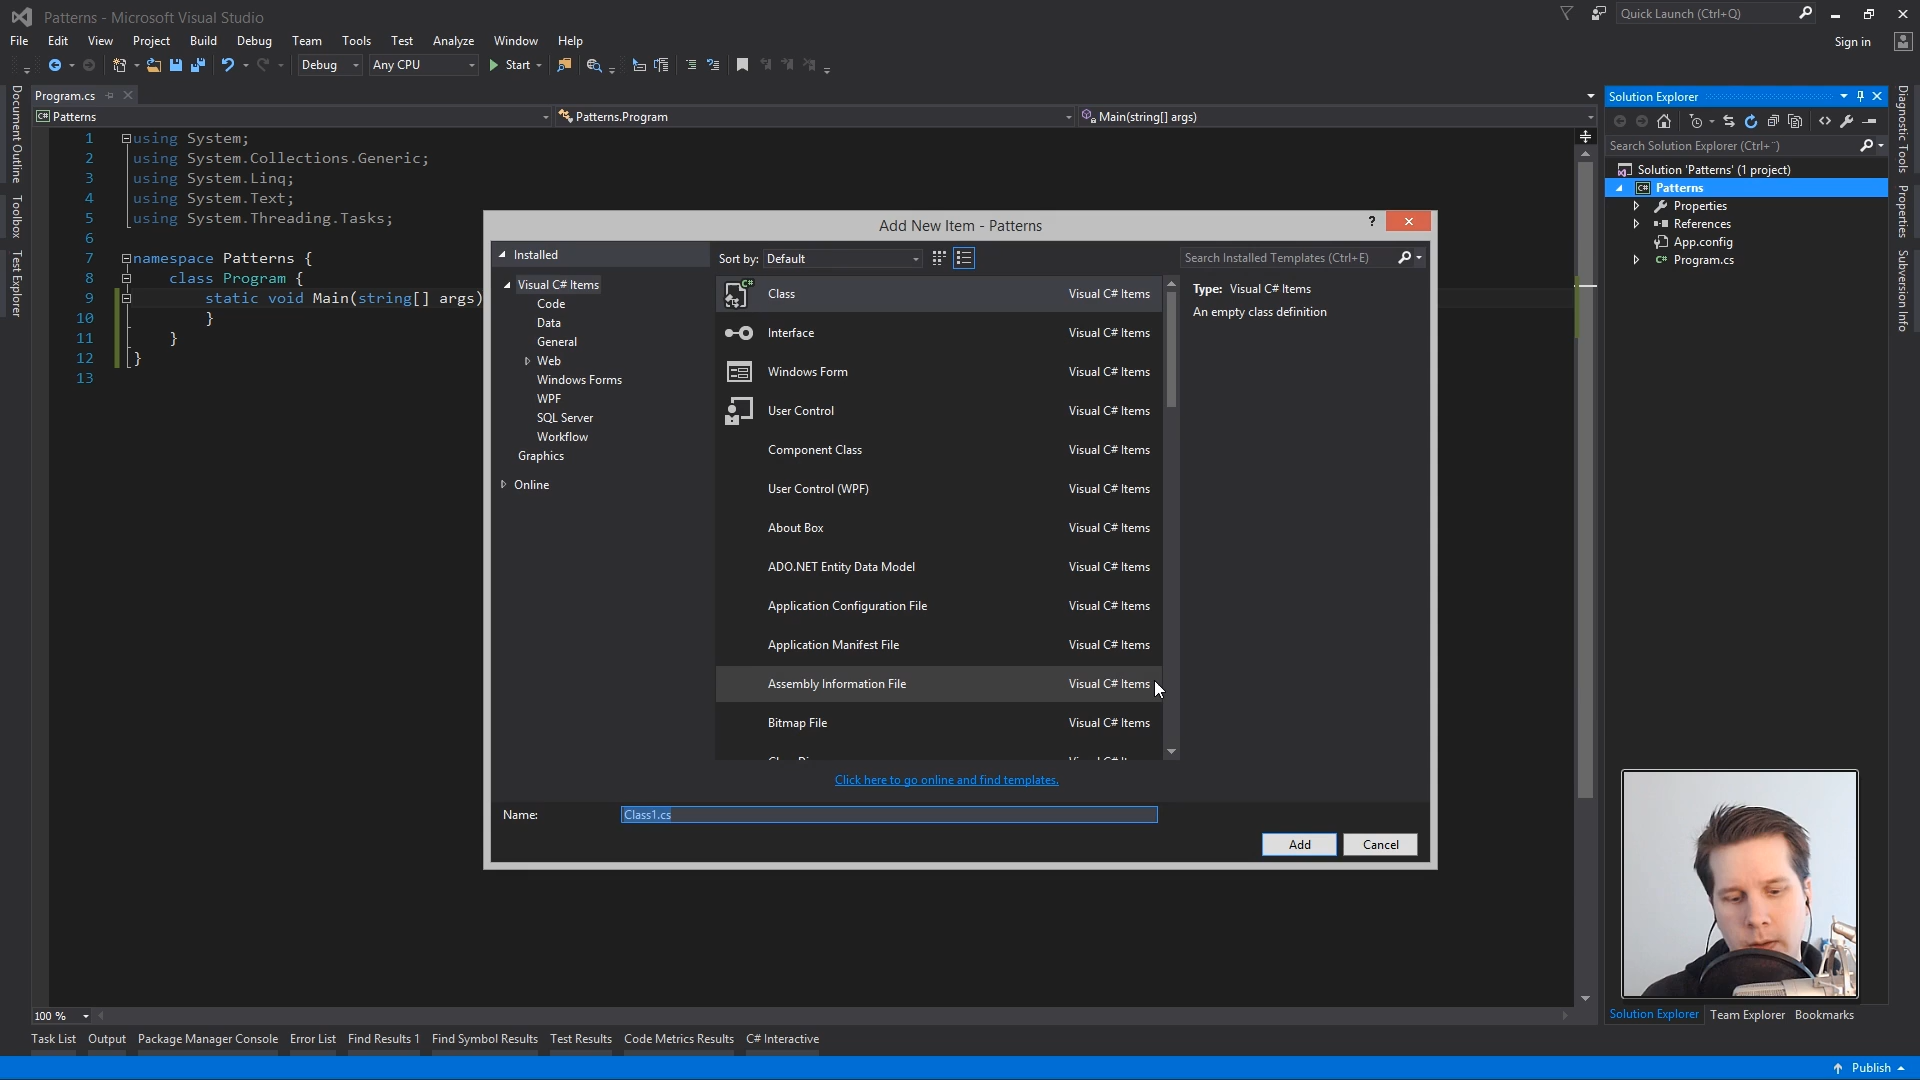 Patterns - Microsoft Visual Studio
Quick Launch (Ctrl+Q)
File Edit View Project Build Debug Team Tools Test Analyze Window Help
Sign in
Debug
Any CPU
Start
Document Outline
Toolbox
Test Explorer
Program.cs
Patterns
Patterns.Program
Main(string[] args)
1 using System;
2 using System.Collections.Generic;
3 using System.Linq;
4 using System.Text;
5 using System.Threading.Tasks;
6
7 namespace Patterns {
8 class Program {
9 static void Main(string[] args)
10 }
11 }
12 }
13
Add New Item - Patterns
?
Installed
Visual C# Items
Code
Data
General
Web
Windows Forms
WPF
SQL Server
Workflow
Graphics
Online
Sort by: Default
Search Installed Templates (Ctrl+E)
Class Visual C# Items
Interface Visual C# Items
Windows Form Visual C# Items
User Control Visual C# Items
Component Class Visual C# Items
User Control (WPF) Visual C# Items
About Box Visual C# Items
ADO.NET Entity Data Model Visual C# Items
Application Configuration File Visual C# Items
Application Manifest File Visual C# Items
Assembly Information File Visual C# Items
Bitmap File Visual C# Items
Type: Visual C# Items
An empty class definition
Click here to go online and find templates.
Name: Class1.cs
Add
Cancel
Solution Explorer
Search Solution Explorer (Ctrl+¨)
Solution 'Patterns' (1 project)
C# Patterns
Properties
References
App.config
C# Program.cs
Diagnostic Tools
Properties
Subversion Info
Solution Explorer Team Explorer Bookmarks
100 %
Task List Output Package Manager Console Error List Find Results 1 Find Symbol Results Test Results Code Metrics Results C# Interactive
Publish